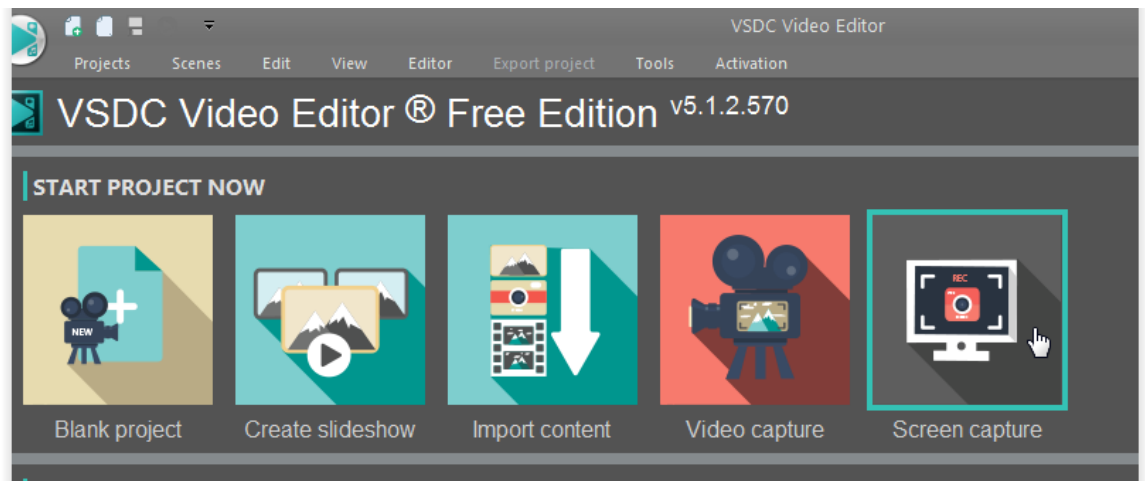 VSDC Video Editor
Projects Scenes Edit View Editor Export project Tools Activation
VSDC Video Editor ® Free Edition v5.1.2.570
START PROJECT NOW
NEW
REC
Blank project Create slideshow Import content Video capture Screen capture